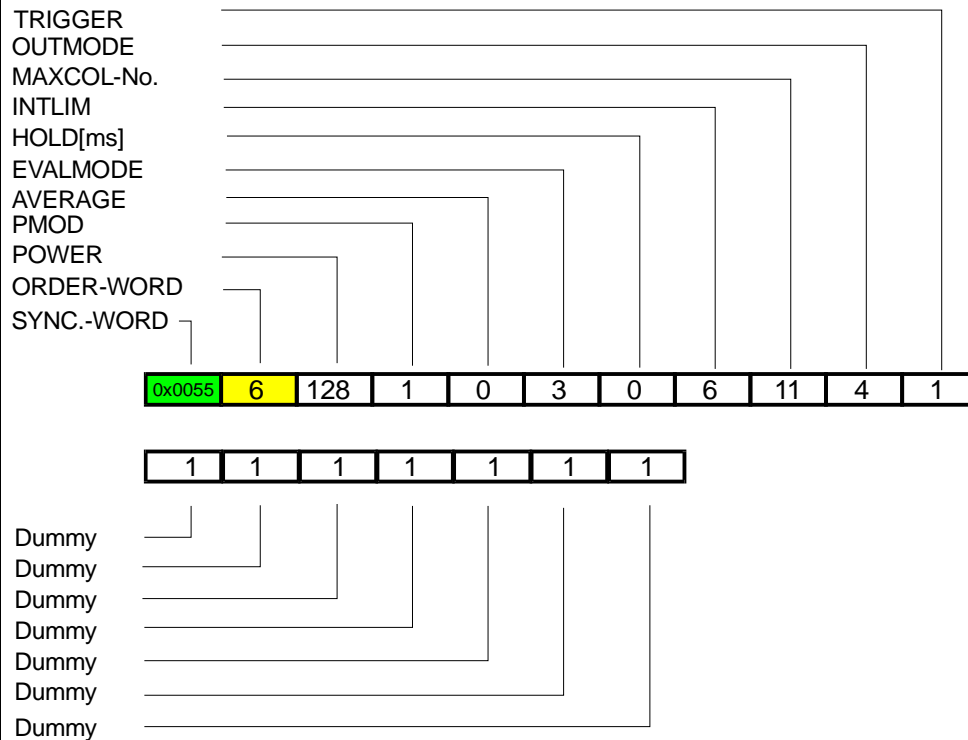 TRIGGER
OUTMODE
MAXCOL-No.
INTLIM
HOLD[ms]
EVALMODE
AVERAGE
PMOD
POWER
ORDER-WORD
SYNC.-WORD
0x0055 6 128 1 0 3 0 6 11 4 1
1 1 1 1 1 1 1
Dummy
Dummy
Dummy
Dummy
Dummy
Dummy
Dummy